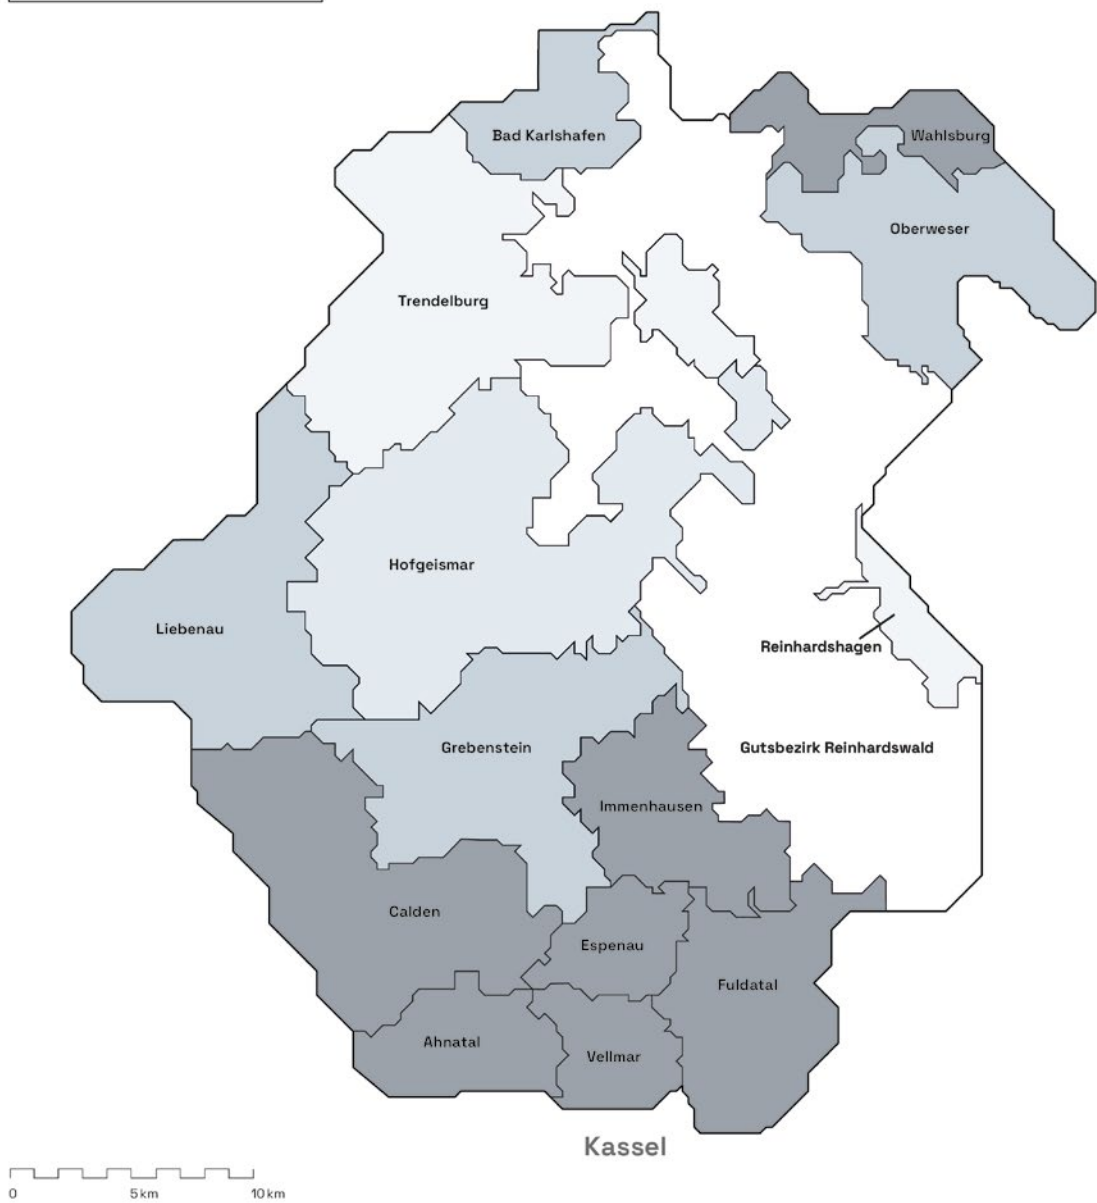 Bad Karlshafen
Wahlsburg
Oberweser
Trendelburg
Hofgeismar
Liebenau
Reinhardshagen
Grebenstein
Gutsbezirk Reinhardswald
Immenhausen
Calden
Espenau
Fuldatal
Ahnatal
Vellmar
Kassel
0 5 km 10 km